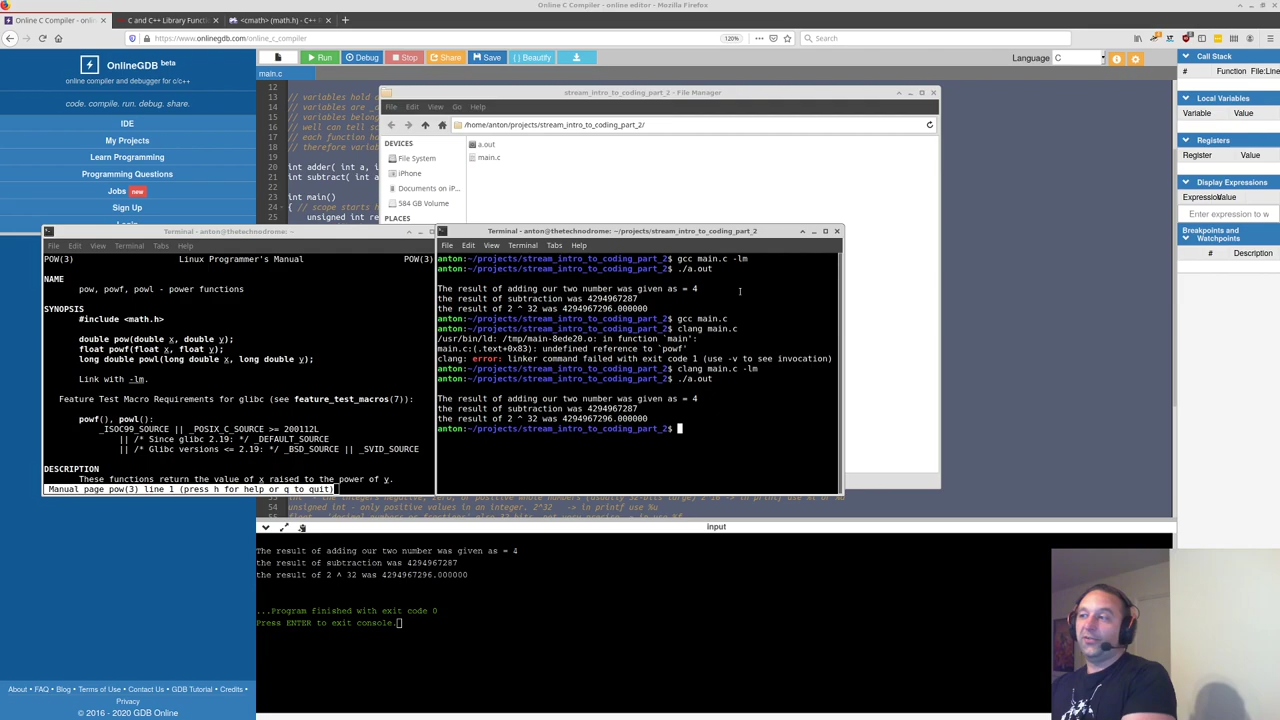 Online C Compiler - online editor - Mozilla Firefox
Online C Compiler - onlin
C and C++ Library Functi
<cmath> (math.h) - C++ R
https://www.onlinegdb.com/online_c_compiler
120%
Search
OnlineGDB beta
online compiler and debugger for c/c++
code. compile. run. debug. share.
IDE
My Projects
Learn Programming
Programming Questions
Jobs new
Sign Up
Login
About • FAQ • Blog • Terms of Use • Contact Us • GDB Tutorial • Credits •
Privacy
© 2016 - 2020 GDB Online
Run
Debug
Stop
Share
Save
{ } Beautify
Language
C
main.c
12
13 // variables hold
14 // variables are
15 // variables belong
16 // well can tell sc
17 // each function ha
18 // therefore variab
19
20 int adder( int a, i
21 int subtract( int a
22
23 int main()
24 { // scope starts h
25 unsigned int re
stream_intro_to_coding_part_2 - File Manager
File Edit View Go Help
/home/anton/projects/stream_intro_to_coding_part_2/
DEVICES
File System
iPhone
Documents on iP...
584 GB Volume
PLACES
a.out
main.c
Terminal - anton@thetechnodrome: ~
File Edit View Terminal Tabs Help
POW(3) Linux Programmer's Manual POW(3)
NAME
pow, powf, powl - power functions
SYNOPSIS
#include <math.h>
double pow(double x, double y);
float powf(float x, float y);
long double powl(long double x, long double y);
Link with -lm.
Feature Test Macro Requirements for glibc (see feature_test_macros(7)):
powf(), powl():
_ISOC99_SOURCE || _POSIX_C_SOURCE >= 200112L
|| /* Since glibc 2.19: */ _DEFAULT_SOURCE
|| /* Glibc versions <= 2.19: */ _BSD_SOURCE || _SVID_SOURCE
DESCRIPTION
These functions return the value of x raised to the power of y.
Manual page pow(3) line 1 (press h for help or q to quit)
Terminal - anton@thetechnodrome: ~/projects/stream_intro_to_coding_part_2
File Edit View Terminal Tabs Help
anton:~/projects/stream_intro_to_coding_part_2$ gcc main.c -lm
anton:~/projects/stream_intro_to_coding_part_2$ ./a.out
The result of adding our two number was given as = 4
the result of subtraction was 4294967287
the result of 2 ^ 32 was 4294967296.000000
anton:~/projects/stream_intro_to_coding_part_2$ gcc main.c
anton:~/projects/stream_intro_to_coding_part_2$ clang main.c
/usr/bin/ld: /tmp/main-8ede20.o: in function `main':
main.c:(.text+0x83): undefined reference to `powf'
clang: error: linker command failed with exit code 1 (use -v to see invocation)
anton:~/projects/stream_intro_to_coding_part_2$ clang main.c -lm
anton:~/projects/stream_intro_to_coding_part_2$ ./a.out
The result of adding our two number was given as = 4
the result of subtraction was 4294967287
the result of 2 ^ 32 was 4294967296.000000
anton:~/projects/stream_intro_to_coding_part_2$
54 unsigned int - only positive values in an integer. 2^32 -> in printf use %u
input
The result of adding our two number was given as = 4
the result of subtraction was 4294967287
the result of 2 ^ 32 was 4294967296.000000
...Program finished with exit code 0
Press ENTER to exit console.
Call Stack
# Function File:Line
Local Variables
Variable Value
Registers
Register Value
Display Expressions
Expression Value
Enter expression to w
Breakpoints and
Watchpoints
# Description